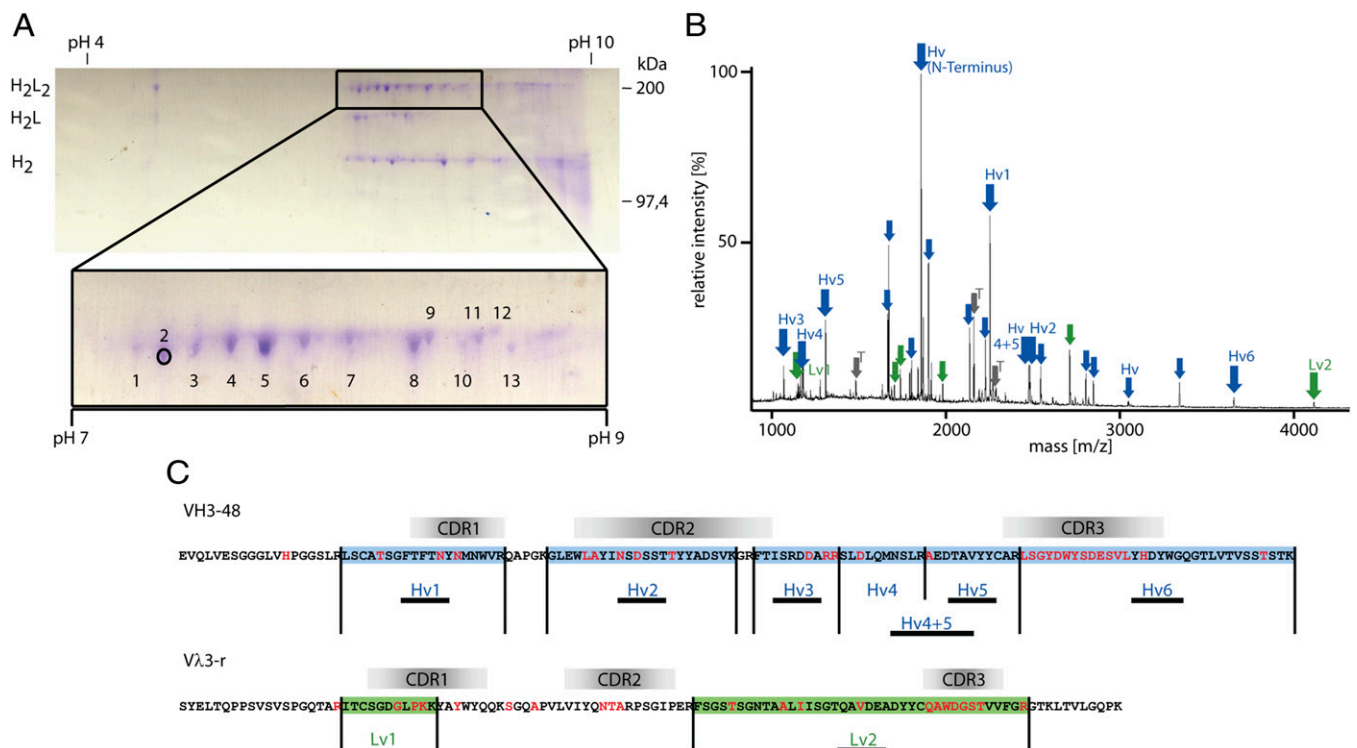 A
pH 4
pH 10
kDa
H2L2
200
H2L
H2
97,4
2
9
11
12
1
3
4
5
6
7
8
10
13
pH 7
pH 9
B
relative intensity [%]
100
50
Hv
(N-Terminus)
Hv1
Hv5
Hv3
Hv4
Lv1
T
T
T
Hv
4+5
Hv2
Hv
Hv6
Lv2
1000
2000
3000
4000
mass [m/z]
C
VH3-48
CDR1
CDR2
CDR3
EVQLVESGGGLVHPGGSLRLSCATSGFTFTNYNMNWVRQAPGKGLEWLAYINSDSSTTYYADSVKGRFTISRDDARRSLDLQMNSLRAEDTAVYYCARLSGYDWYSDESVLYHDYWGQGTLVTVSSTSTK
Hv1
Hv2
Hv3
Hv4
Hv5
Hv6
Hv4+5
Vλ3-r
CDR1
CDR2
CDR3
SYELTQPPSVSVSPGQTARITCSGDGLPKKYAYWYQQKSGQAPVLVIYQNTARPSGIPERFSGSTSGNTAALIISGTQAVDEADYYCQAWDGSTVVFGRGTKLTVLGQPK
Lv1
Lv2